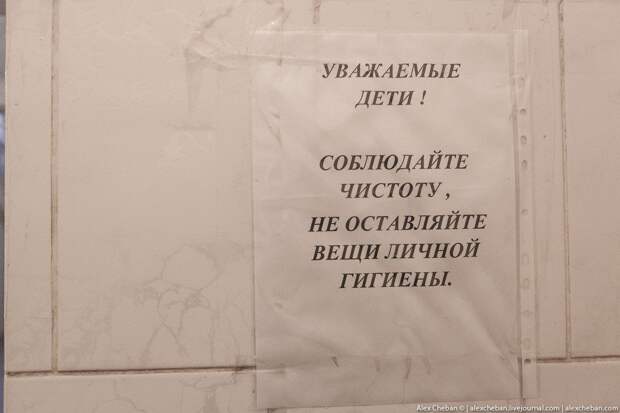 УВАЖАЕМЫЕ
ДЕТИ !
СОБЛЮДАЙТЕ
ЧИСТОТУ ,
НЕ ОСТАВЛЯЙТЕ
ВЕЩИ ЛИЧНОЙ
ГИГИЕНЫ.
Alex Cheban © | alexcheban.livejournal.com | alexcheban.com